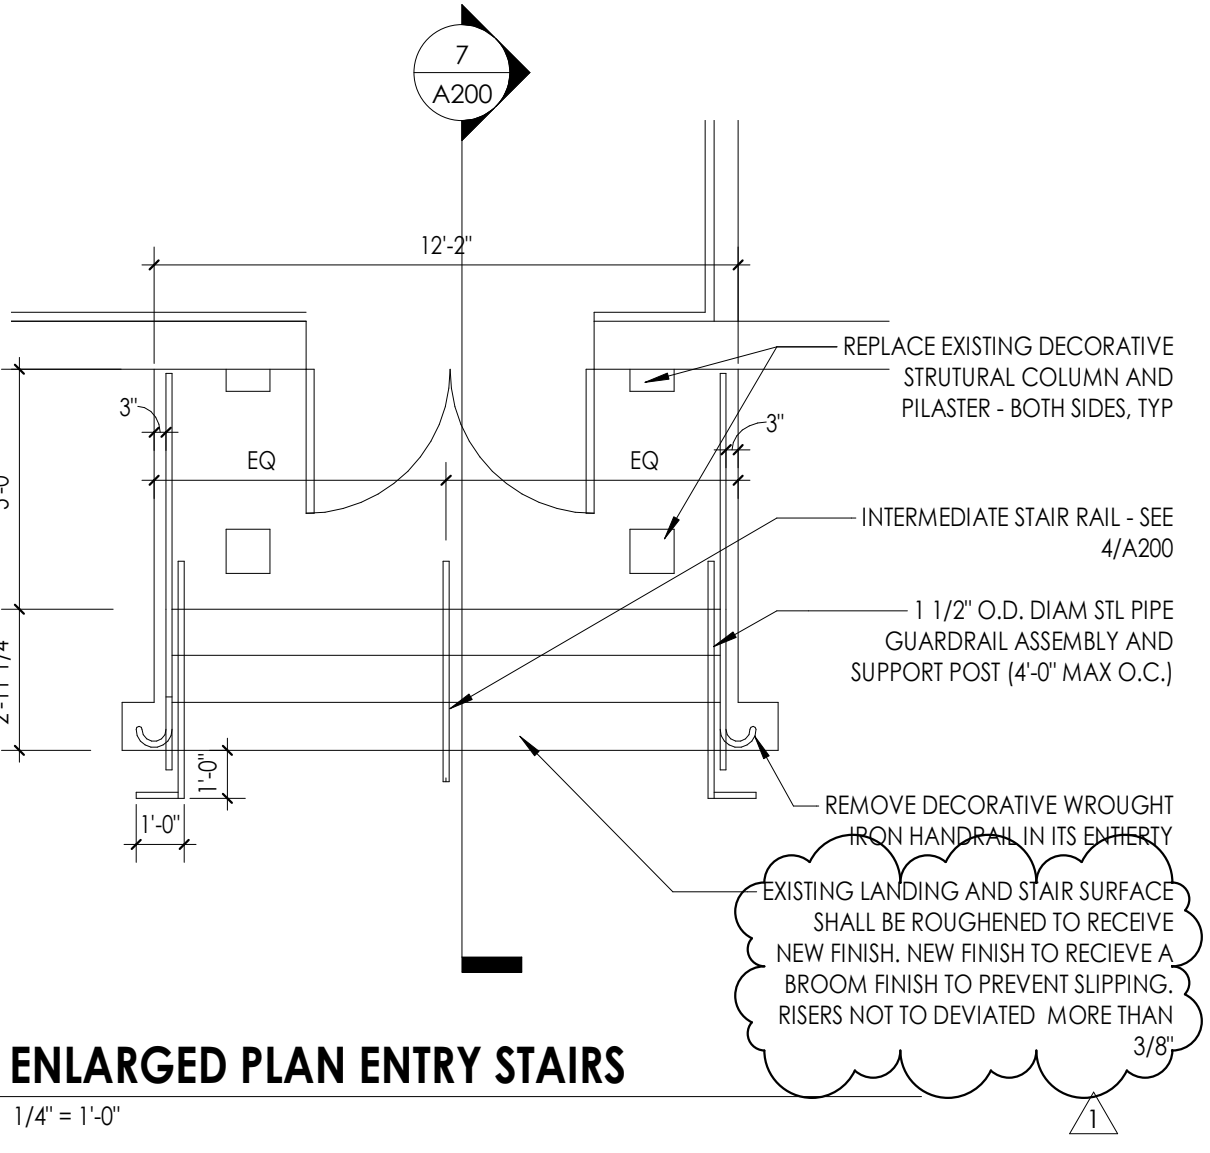 7
A200
12'-2"
REPLACE EXISTING DECORATIVE
STRUTURAL COLUMN AND
PILASTER - BOTH SIDES, TYP
3"
3"
EQ
EQ
INTERMEDIATE STAIR RAIL - SEE
4/A200
1 1/2" O.D. DIAM STL PIPE
GUARDRAIL ASSEMBLY AND
SUPPORT POST (4'-0" MAX O.C.)
2'-11 1/4"
1'-0"
1'-0"
REMOVE DECORATIVE WROUGHT
IRON HANDRAIL IN ITS ENTIERTY
EXISTING LANDING AND STAIR SURFACE
SHALL BE ROUGHENED TO RECEIVE
NEW FINISH. NEW FINISH TO RECIEVE A
BROOM FINISH TO PREVENT SLIPPING.
RISERS NOT TO DEVIATED MORE THAN
3/8"
ENLARGED PLAN ENTRY STAIRS
1/4" = 1'-0"
1